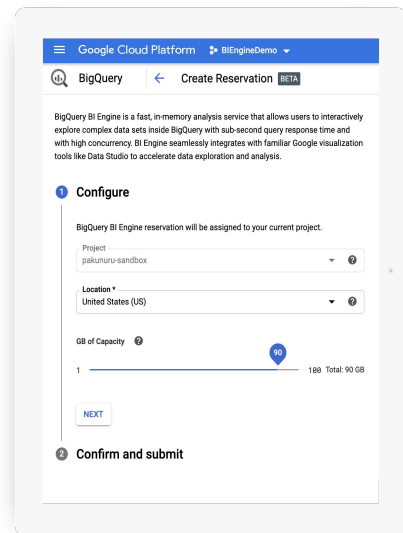 Google Cloud Platform BIEngineDemo
BigQuery Create Reservation BETA
BigQuery BI Engine is a fast, in-memory analysis service that allows users to interactively
explore complex data sets inside BigQuery with sub-second query response time and
with high concurrency. BI Engine seamlessly integrates with familiar Google visualization
tools like Data Studio to accelerate data exploration and analysis.
1 Configure
BigQuery BI Engine reservation will be assigned to your current project.
Project
pakunuru-sandbox
Location *
United States (US)
GB of Capacity
90
1 100 Total: 90 GB
NEXT
2 Confirm and submit